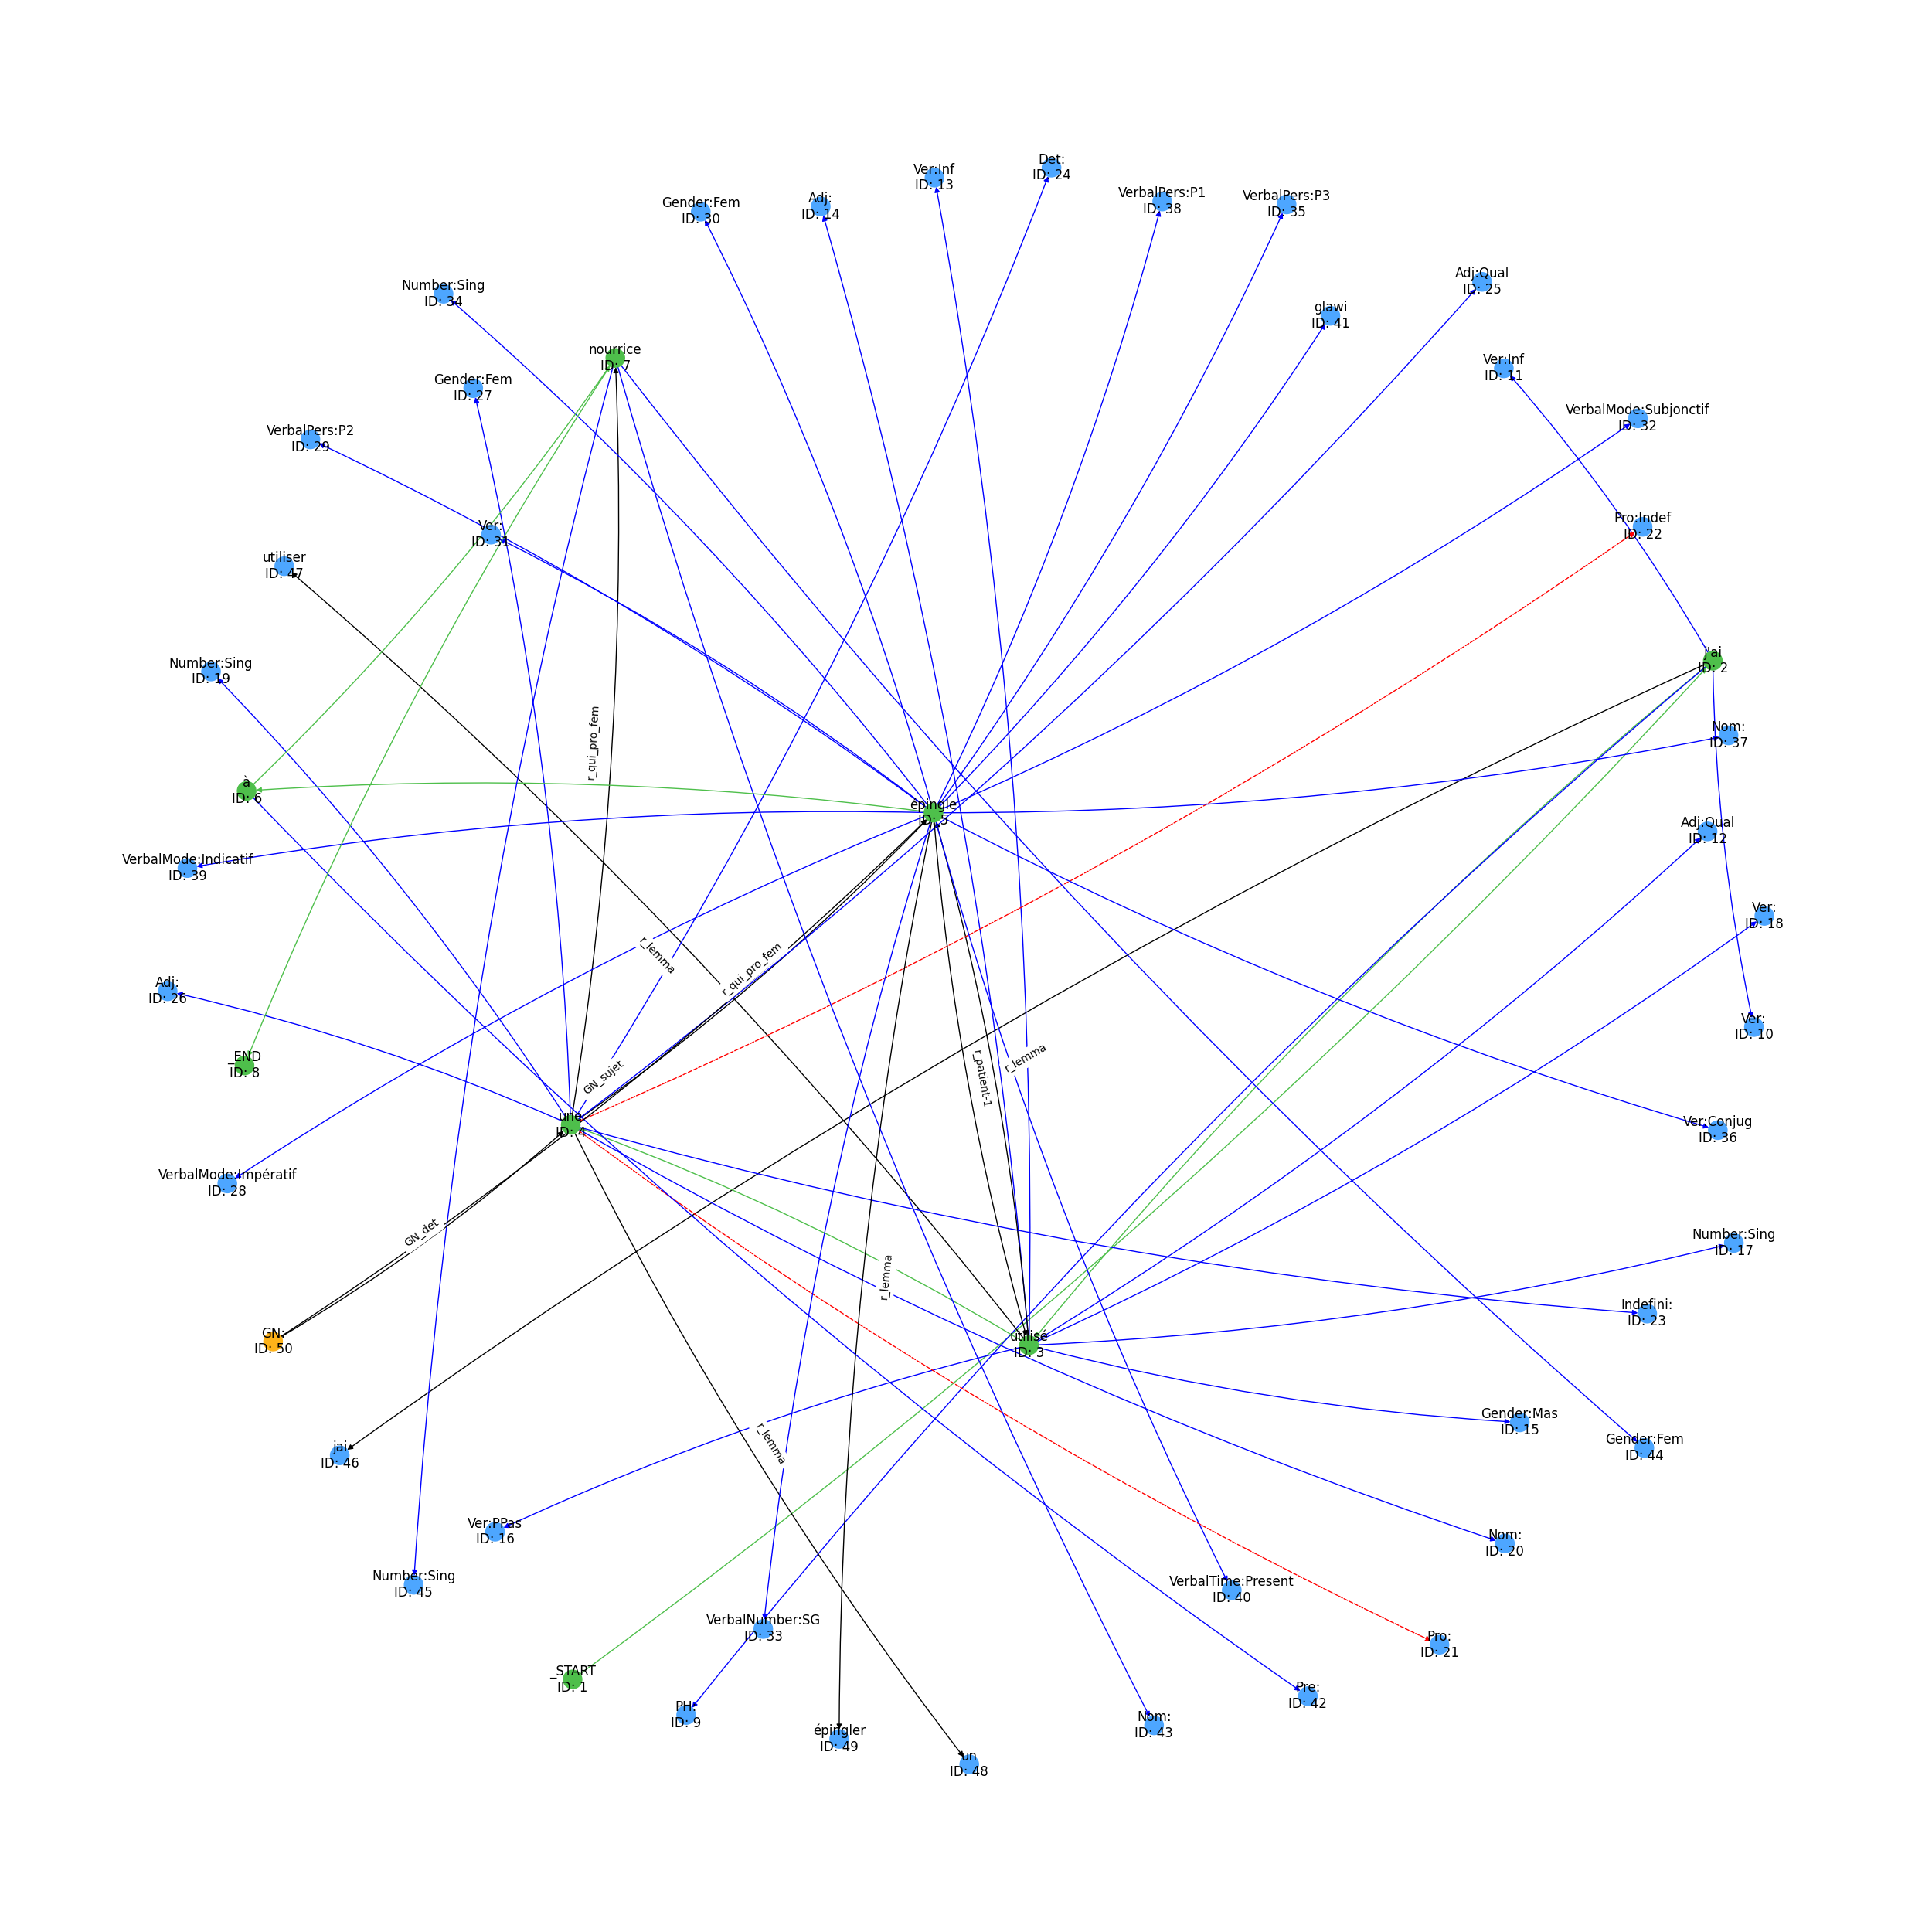 Det:
ID: 24
Ver:Inf
ID: 13
VerbalPers:P1
ID: 38
VerbalPers:P3
ID: 35
Gender:Fem
ID: 30
Adj:
ID: 14
Adj:Qual
ID: 25
Number:Sing
ID: 34
glawi
ID: 41
nourrice
ID: 7
Ver:Inf
ID: 11
Gender:Fem
ID: 27
VerbalMode:Subjonctif
ID: 32
VerbalPers:P2
ID: 29
Pro:Indef
ID: 22
Ver:
ID: 31
utiliser
ID: 47
j'ai
ID: 2
Number:Sing
ID: 19
Nom:
ID: 37
r_qui_pro_fem
à
ID: 6
epingle
ID: 5
Adj:Qual
ID: 12
VerbalMode:Indicatif
ID: 39
Ver:
ID: 18
r_lemma
r_qui_pro_fem
Adj:
ID: 26
Ver:
ID: 10
_END
ID: 8
r_lemma
GN_sujet
r_patient-1
une
ID: 4
Ver:Conjug
ID: 36
VerbalMode:Impératif
ID: 28
GN_det
Number:Sing
ID: 17
r_lemma
Indefini:
ID: 23
GN:
ID: 50
utilisé
ID: 3
Gender:Mas
ID: 15
Gender:Fem
ID: 44
jai
ID: 46
r_lemma
Ver:PPas
ID: 16
Nom:
ID: 20
Number:Sing
ID: 45
VerbalTime:Present
ID: 40
VerbalNumber:SG
ID: 33
Pro:
ID: 21
_START
ID: 1
Pre:
ID: 42
PH:
ID: 9
Nom:
ID: 43
épingler
ID: 49
un
ID: 48